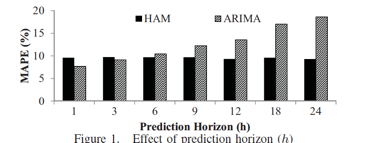 20
HAM ARIMA
15
MAPE (%)
10
5
0
1 3 6 9 12 18 24
Prediction Horizon (h)
Figure 1. Effect of prediction horizon (h)